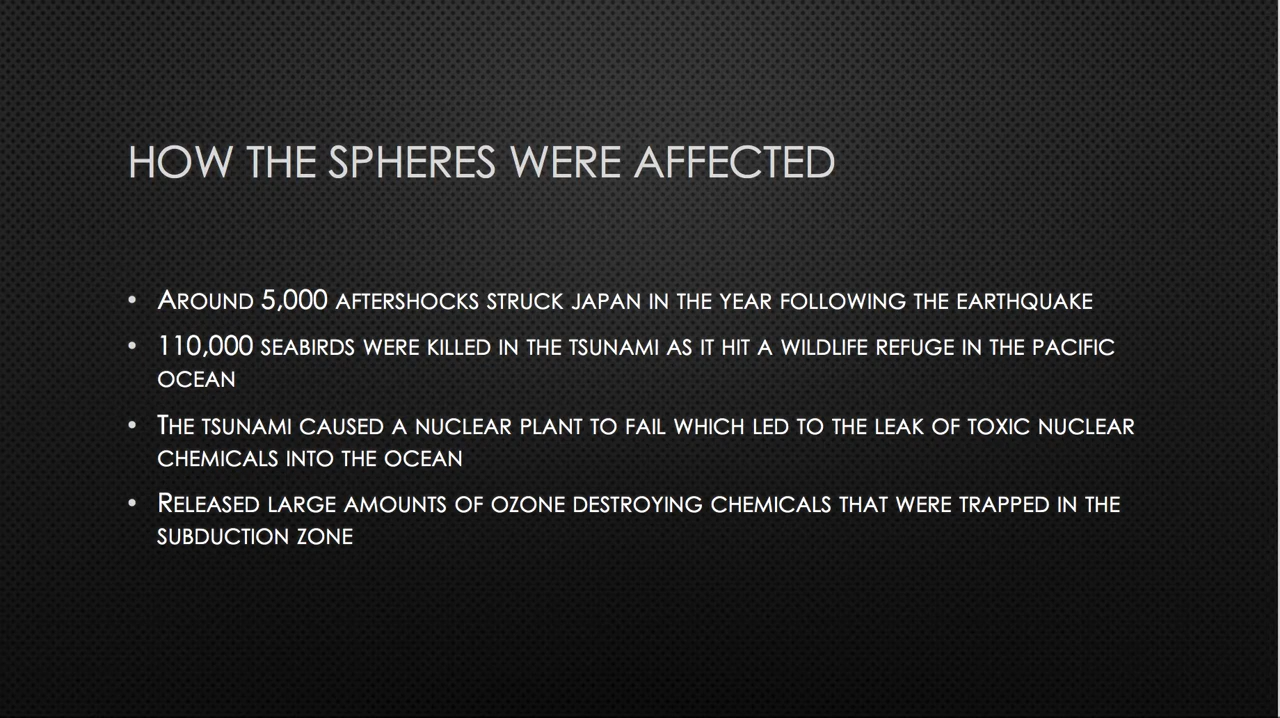 HOW THE SPHERES WERE AFFECTED
• AROUND 5,000 AFTERSHOCKS STRUCK JAPAN IN THE YEAR FOLLOWING THE EARTHQUAKE
• 110,000 SEABIRDS WERE KILLED IN THE TSUNAMI AS IT HIT A WILDLIFE REFUGE IN THE PACIFIC
OCEAN
• THE TSUNAMI CAUSED A NUCLEAR PLANT TO FAIL WHICH LED TO THE LEAK OF TOXIC NUCLEAR
CHEMICALS INTO THE OCEAN
• RELEASED LARGE AMOUNTS OF OZONE DESTROYING CHEMICALS THAT WERE TRAPPED IN THE
SUBDUCTION ZONE